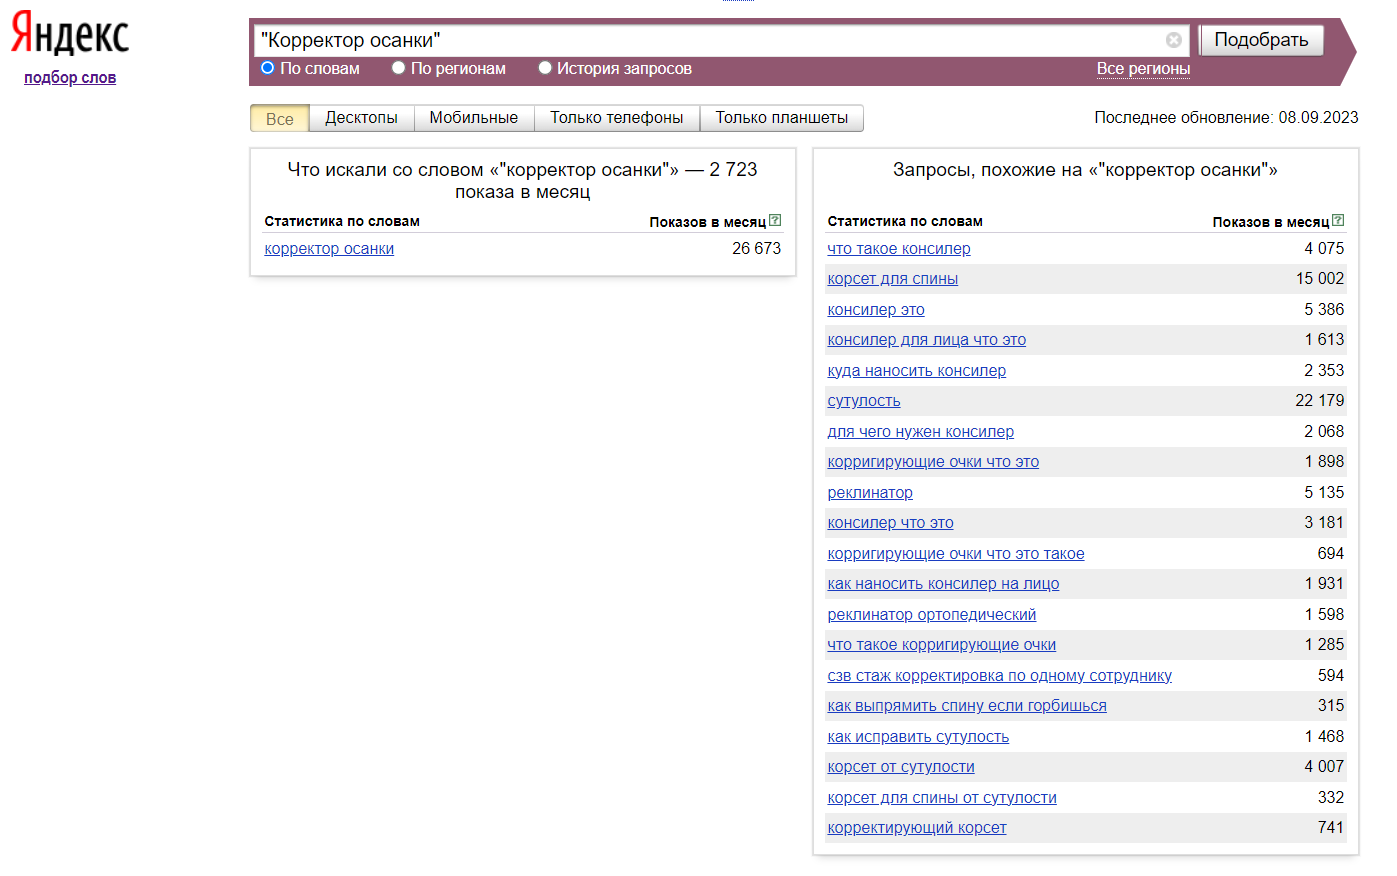 Яндекс
подбор слов
"Корректор осанки"
Подобрать
По словам
По регионам
История запросов
Все регионы
Все
Десктопы
Мобильные
Только телефоны
Только планшеты
Последнее обновление: 08.09.2023
Что искали со словом «"корректор осанки"» — 2 723
показа в месяц
Статистика по словам
Показов в месяц ?
корректор осанки 26 673
Запросы, похожие на «"корректор осанки"»
Статистика по словам
Показов в месяц ?
что такое консилер 4 075
корсет для спины 15 002
консилер это 5 386
консилер для лица что это 1 613
куда наносить консилер 2 353
сутулость 22 179
для чего нужен консилер 2 068
корригирующие очки что это 1 898
реклинатор 5 135
консилер что это 3 181
корригирующие очки что это такое 694
как наносить консилер на лицо 1 931
реклинатор ортопедический 1 598
что такое корригирующие очки 1 285
сзв стаж корректировка по одному сотруднику 594
как выпрямить спину если горбишься 315
как исправить сутулость 1 468
корсет от сутулости 4 007
корсет для спины от сутулости 332
корректирующий корсет 741